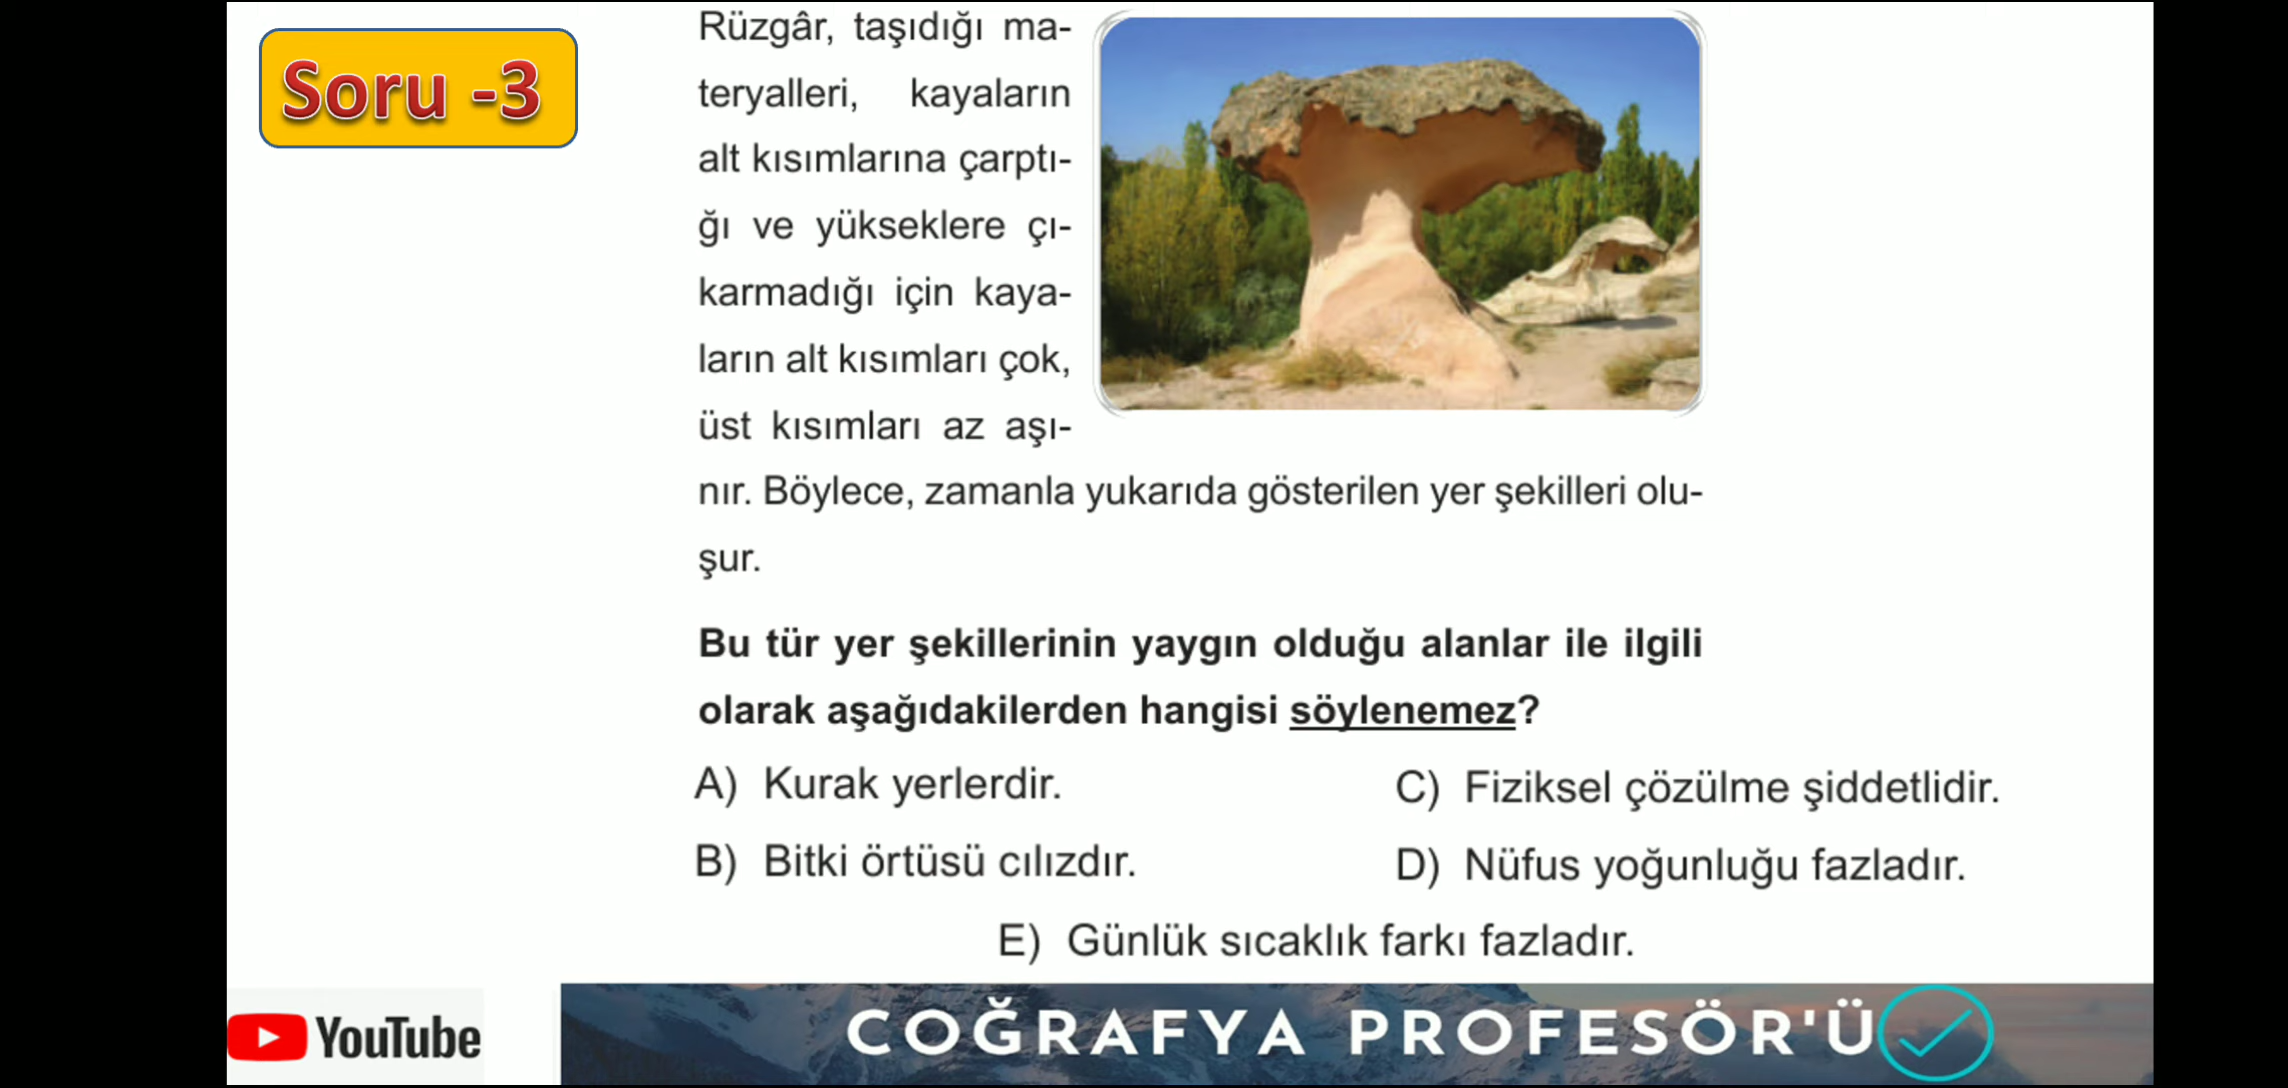 Soru -3
Rüzgâr, taşıdığı ma-
teryalleri, kayaların
alt kısımlarına çarptı-
ğı ve yükseklere çı-
karmadığı için kaya-
ların alt kısımları çok,
üst kısımları az aşı-
nır. Böylece, zamanla yukarıda gösterilen yer şekilleri olu-
şur.
Bu tür yer şekillerinin yaygın olduğu alanlar ile ilgili
olarak aşağıdakilerden hangisi söylenemez?
A) Kurak yerlerdir.
B) Bitki örtüsü cılızdır.
C) Fiziksel çözülme şiddetlidir.
D) Nüfus yoğunluğu fazladır.
E) Günlük sıcaklık farkı fazladır.
YouTube
COĞRAFYA PROFESÖR'Ü